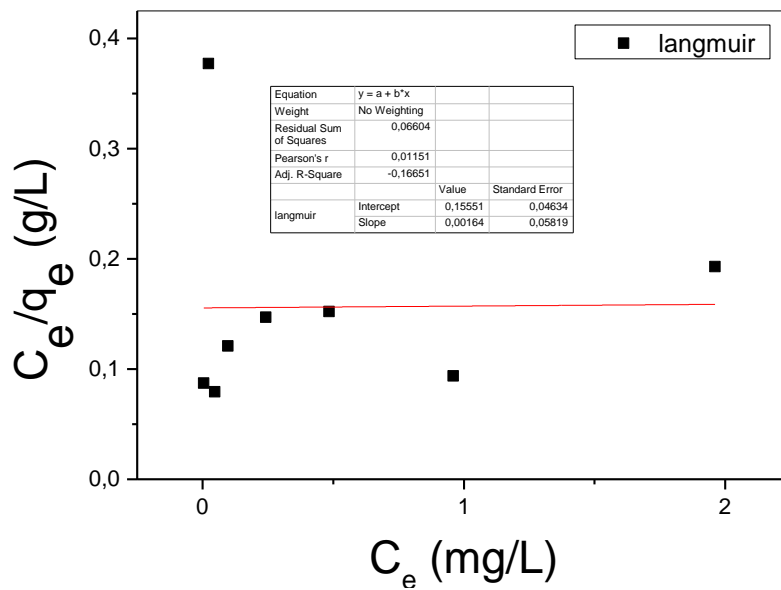 0,4
langmuir
Equation y = a + b*x
Weight No Weighting
Residual Sum of Squares 0,06604
Pearson's r 0,01151
Adj. R-Square -0,16651
Value Standard Error
langmuir Intercept 0,15551 0,04634
Slope 0,00164 0,05819
0,3
0,2
0,1
0,0
Ce/qe (g/L)
0 1 2
Ce (mg/L)